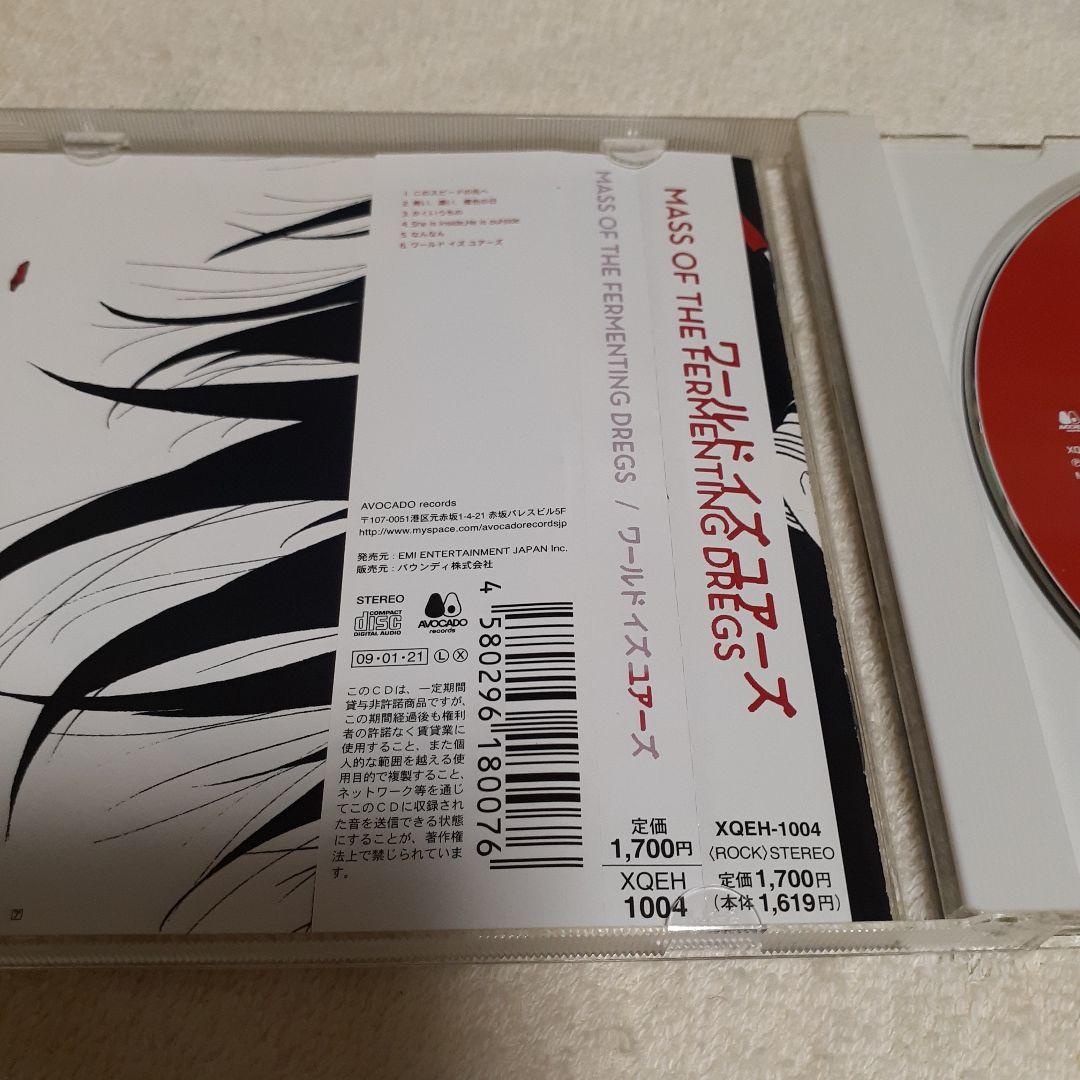 1 このスピードの先へ
2 青い、濃い、橙色の日
3 かくいうもの
4 She is inside,He is outside
5 なんなん
6 ワールド イズ ユアーズ
AVOCADO records
〒107-0051港区元赤坂1-4-21 赤坂パレスビル5F
http://www.myspace.com/avocadorecordsjp
発売元：EMI ENTERTAINMENT JAPAN Inc.
販売元：バウンディ株式会社
STEREO
COMPACT
disc
DIGITAL AUDIO
AVOCADO
records
09・01・21 Ⓛ Ⓧ
このＣＤは、一定期間
貸与非許諾商品ですが、
この期間経過後も権利
者の許諾なく賃貸業に
使用すること、また個
人的な範囲を越える使
用目的で複製すること、
ネットワーク等を通じ
てこのＣＤに収録され
た音を送信できる状態
にすることが、著作権
法上で禁じられていま
す。
4 580296 180076
MASS OF THE FERMENTING DREGS / ワールド イズ ユアーズ
定価
1,700円
XQEH
1004
MASS OF THE FERMENTING DREGS
ワールド イズ ユアーズ
XQEH-1004
〈ROCK〉STEREO
定価1,700円
(本体1,619円)
ア
AVOCADO